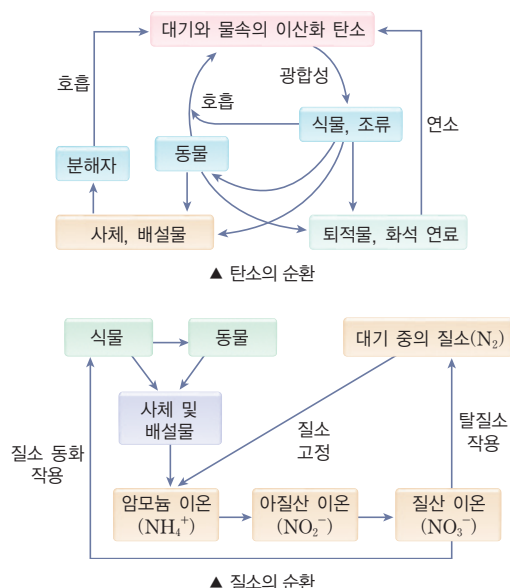 대기와 물속의 이산화 탄소
호흡
광합성
호흡
식물, 조류
연소
동물
분해자
사체, 배설물
퇴적물, 화석 연료
▲ 탄소의 순환
식물
동물
대기 중의 질소(N₂)
사체 및
배설물
질소 동화
작용
질소
고정
탈질소
작용
암모늄 이온
(NH₄⁺)
아질산 이온
(NO₂⁻)
질산 이온
(NO₃⁻)
▲ 질소의 순환